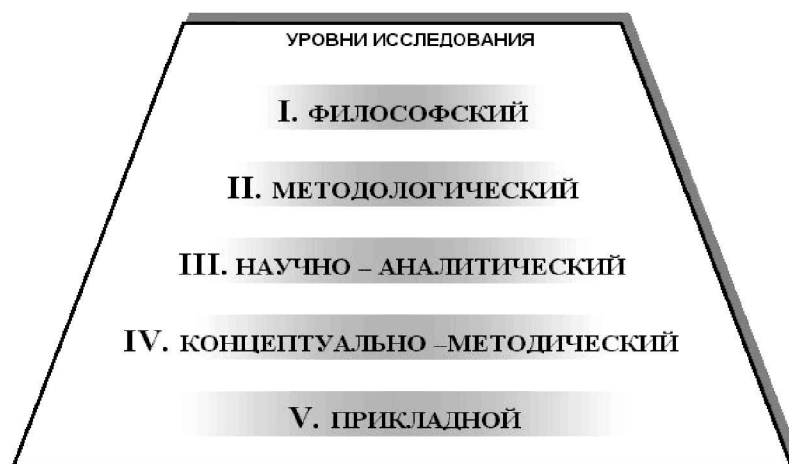 УРОВНИ ИССЛЕДОВАНИЯ
I. ФИЛОСОФСКИЙ
II. МЕТОДОЛОГИЧЕСКИЙ
III. НАУЧНО – АНАЛИТИЧЕСКИЙ
IV. КОНЦЕПТУАЛЬНО –МЕТОДИЧЕСКИЙ
V. ПРИКЛАДНОЙ